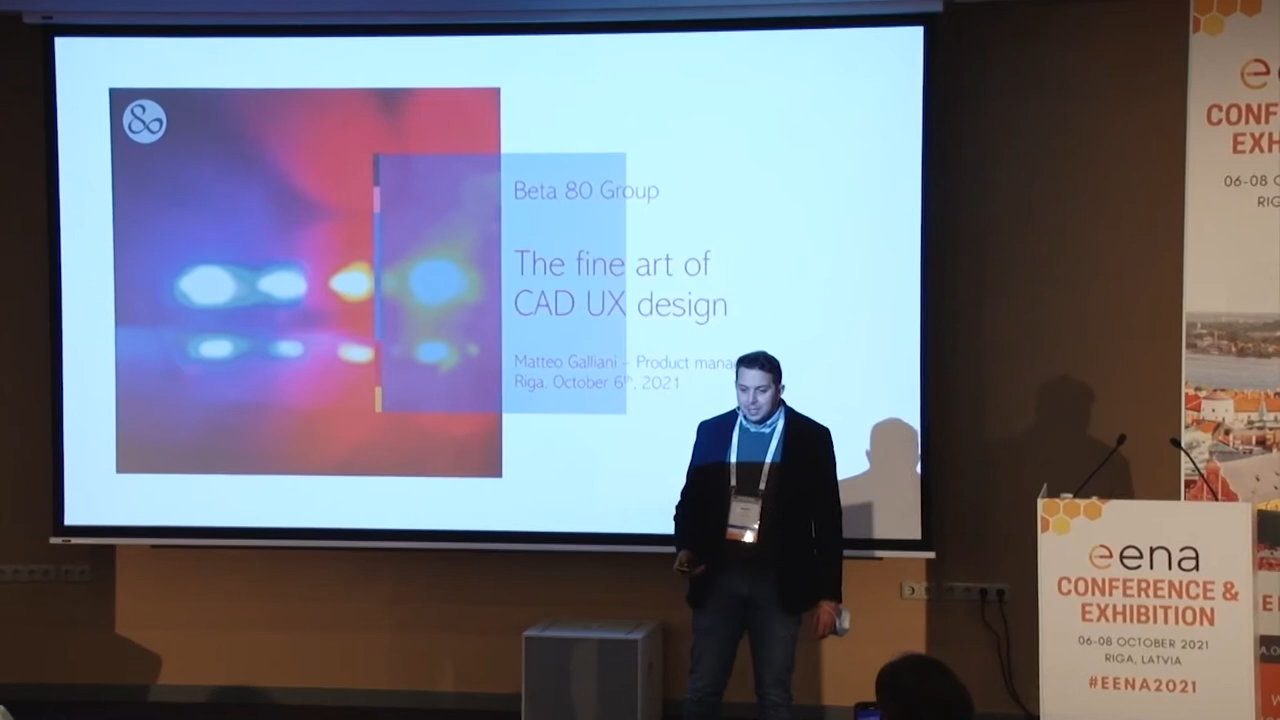 80
Beta 80 Group
The fine art of
CAD UX design
Matteo Galliani – Product mana
Riga, October 6th, 2021
CONF
EXH
06-08 O
RIG
eena
CONFERENCE &
EXHIBITION
06-08 OCTOBER 2021
RIGA, LATVIA
#EENA2021